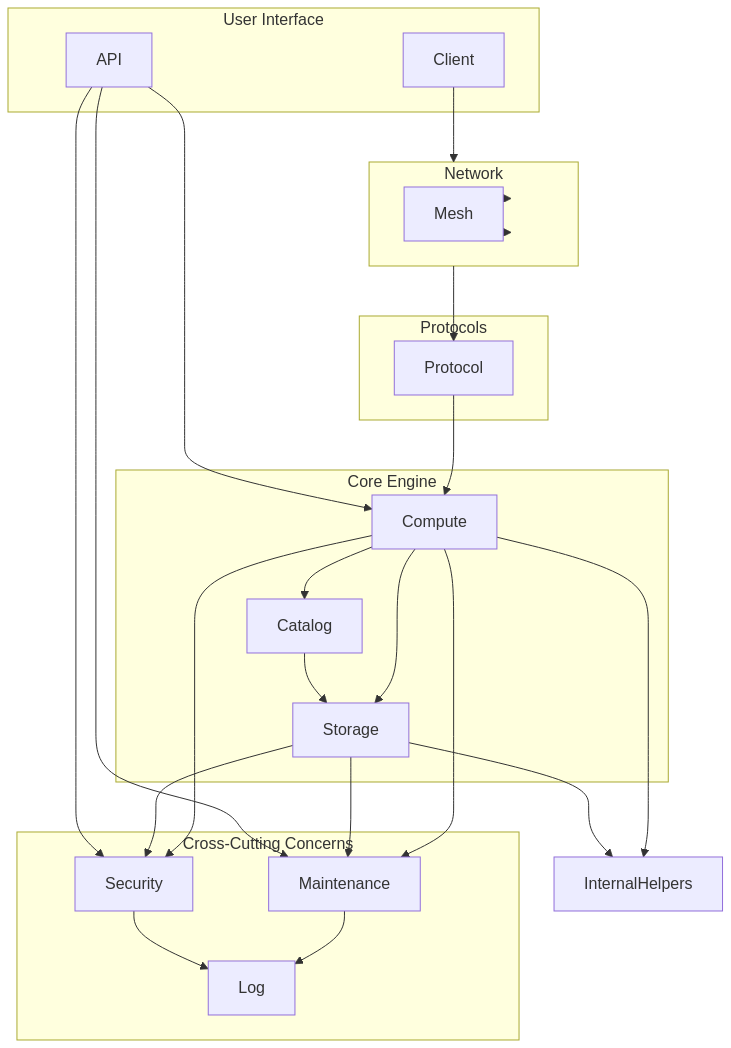 User Interface
API
Client
Network
Mesh
Protocols
Protocol
Core Engine
Compute
Catalog
Storage
Cross-Cutting Concerns
Security
Maintenance
InternalHelpers
Log